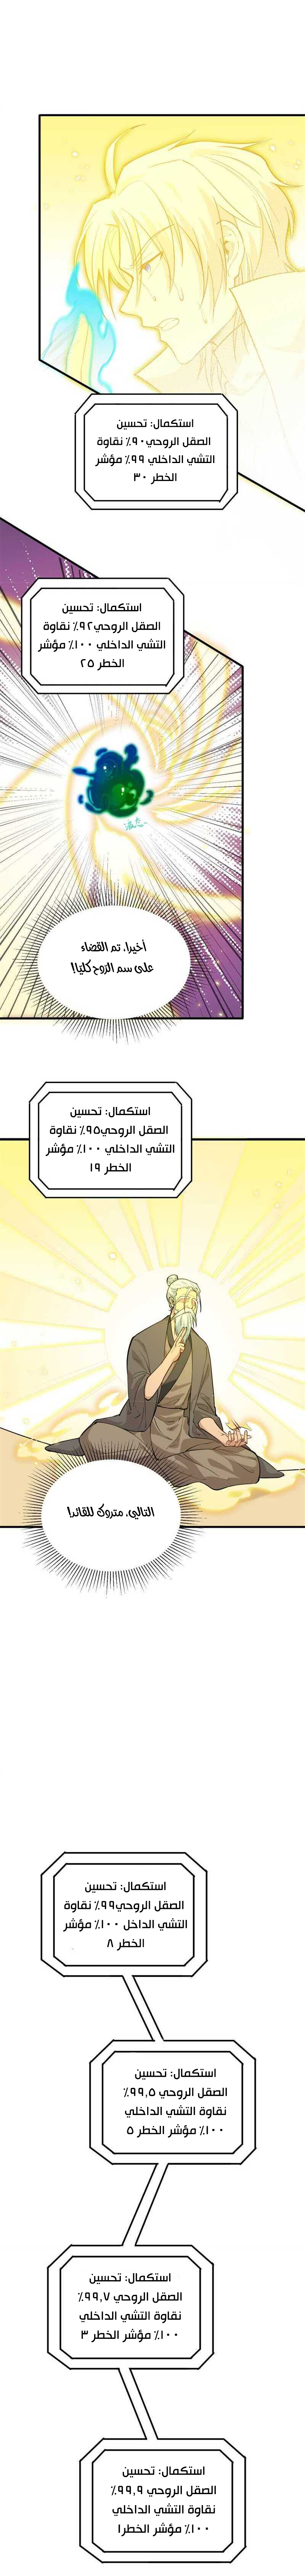 استكمال: تحسين
الصقل الروحي ٩٠٪ نقاوة
التشي الداخلي ٩٩٪ مؤشر
الخطر ٣٠
استكمال: تحسين
الصقل الروحي٩٢٪ نقاوة
التشي الداخلي ١٠٠٪ مؤشر
الخطر ٢٥
أخيرا، تم القضاء
على سم الروح كليا!
استكمال: تحسين
الصقل الروحي٩٥٪ نقاوة
التشي الداخلي ١٠٠٪ مؤشر
الخطر ١٩
التالي، متروك للقائد!
استكمال: تحسين
الصقل الروحي٩٩٪ نقاوة
التشي الداخل ١٠٠٪ مؤشر
الخطر ٨
استكمال: تحسين
الصقل الروحي ٩٩,٥٪
نقاوة التشي الداخلي
١٠٠٪ مؤشر الخطر ٥
استكمال: تحسين
الصقل الروحي ٩٩,٧٪
نقاوة التشي الداخلي
١٠٠٪ مؤشر الخطر ٣
استكمال: تحسين
الصقل الروحي ٩٩,٩٪
نقاوة التشي الداخلي
١٠٠٪ مؤشر الخطر١